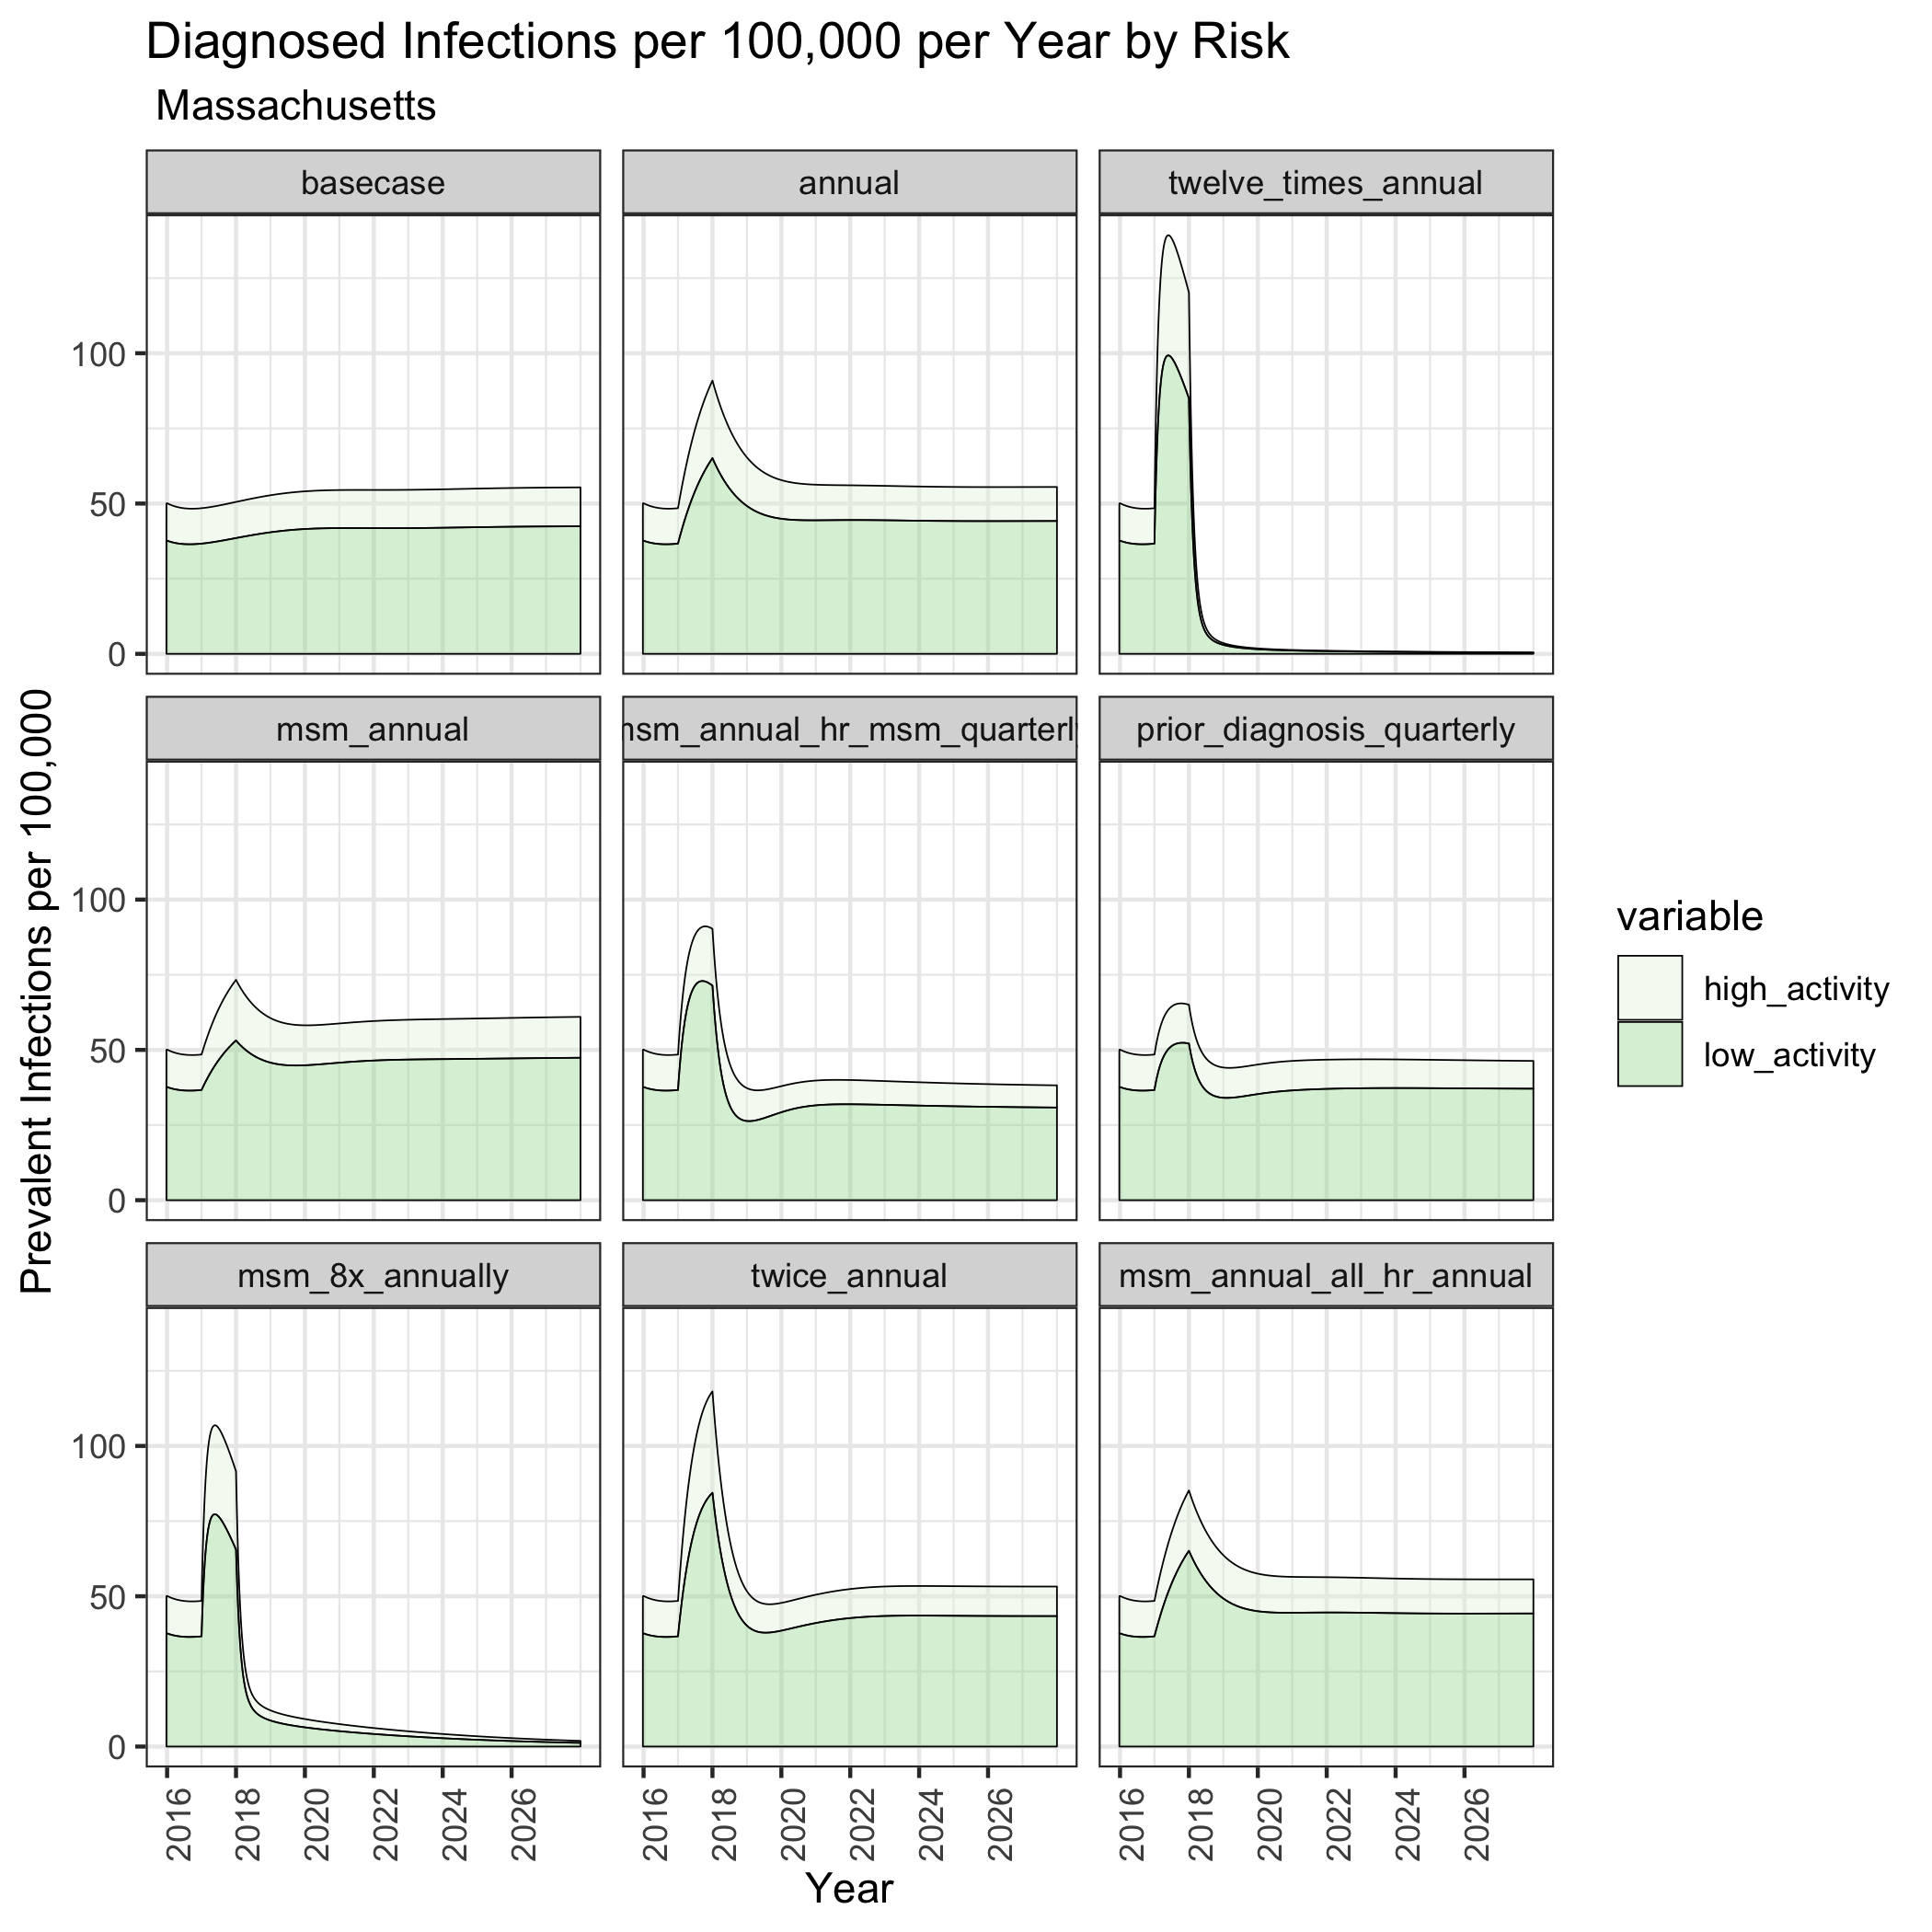 Diagnosed Infections per 100,000 per Year by Risk
Massachusetts
basecase annual twelve_times_annual
100
50
0
msm_annual msm_annual_hr_msm_quarterly prior_diagnosis_quarterly
100
50
0
msm_8x_annually twice_annual msm_annual_all_hr_annual
100
50
0
2016 2018 2020 2022 2024 2026 2016 2018 2020 2022 2024 2026 2016 2018 2020 2022 2024 2026
Year
Prevalent Infections per 100,000
variable
high_activity
low_activity